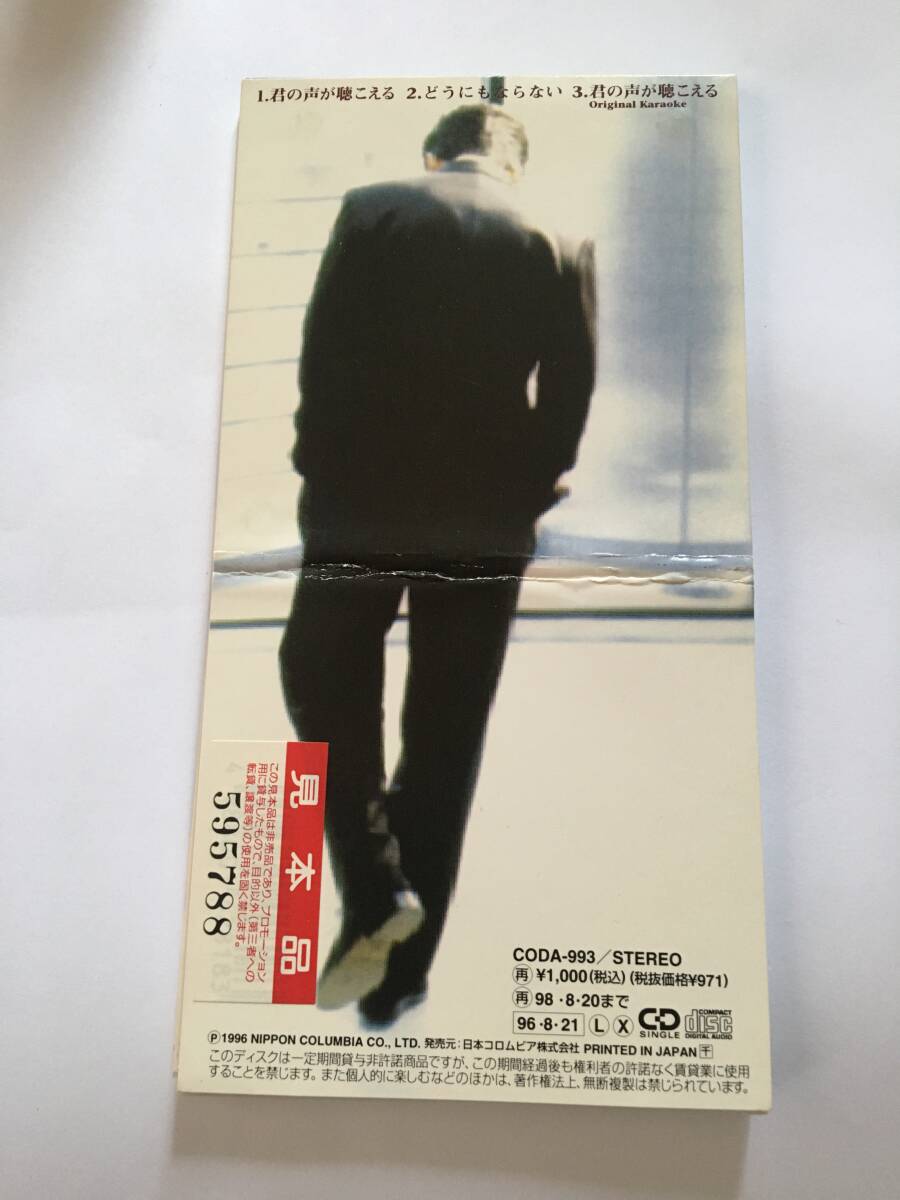 1.君の声が聴こえる 2.どうにもならない 3.君の声が聴こえる
Original Karaoke
見本品
この見本品は非売品であり、プロモーション
用に貸与したもので、目的以外(第三者への
転貸、譲渡等)の使用を固く禁じます。
595788
CODA-993/STEREO
再 ¥1,000(税込)(税抜価格¥971)
再 98・8・20まで
96・8・21 L X CD SINGLE COMPACT disc DIGITAL AUDIO
Ⓟ1996 NIPPON COLUMBIA CO., LTD. 発売元:日本コロムビア株式会社 PRINTED IN JAPAN 千
このディスクは一定期間貸与非許諾商品ですが、この期間経過後も権利者の許諾なく賃貸業に使用
することを禁じます。また個人的に楽しむなどのほかは、著作権法上、無断複製は禁じられています。